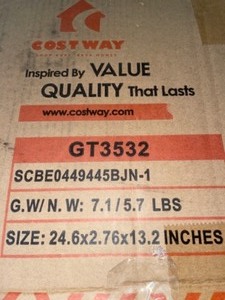 COSTWAY
Inspired By VALUE
QUALITY That Lasts
www.costway.com
GT3532
SCBE0449445BJN-1
G.W/ N. W: 7.1/ 5.7 LBS
SIZE: 24.6x2.76x13.2 INCHES